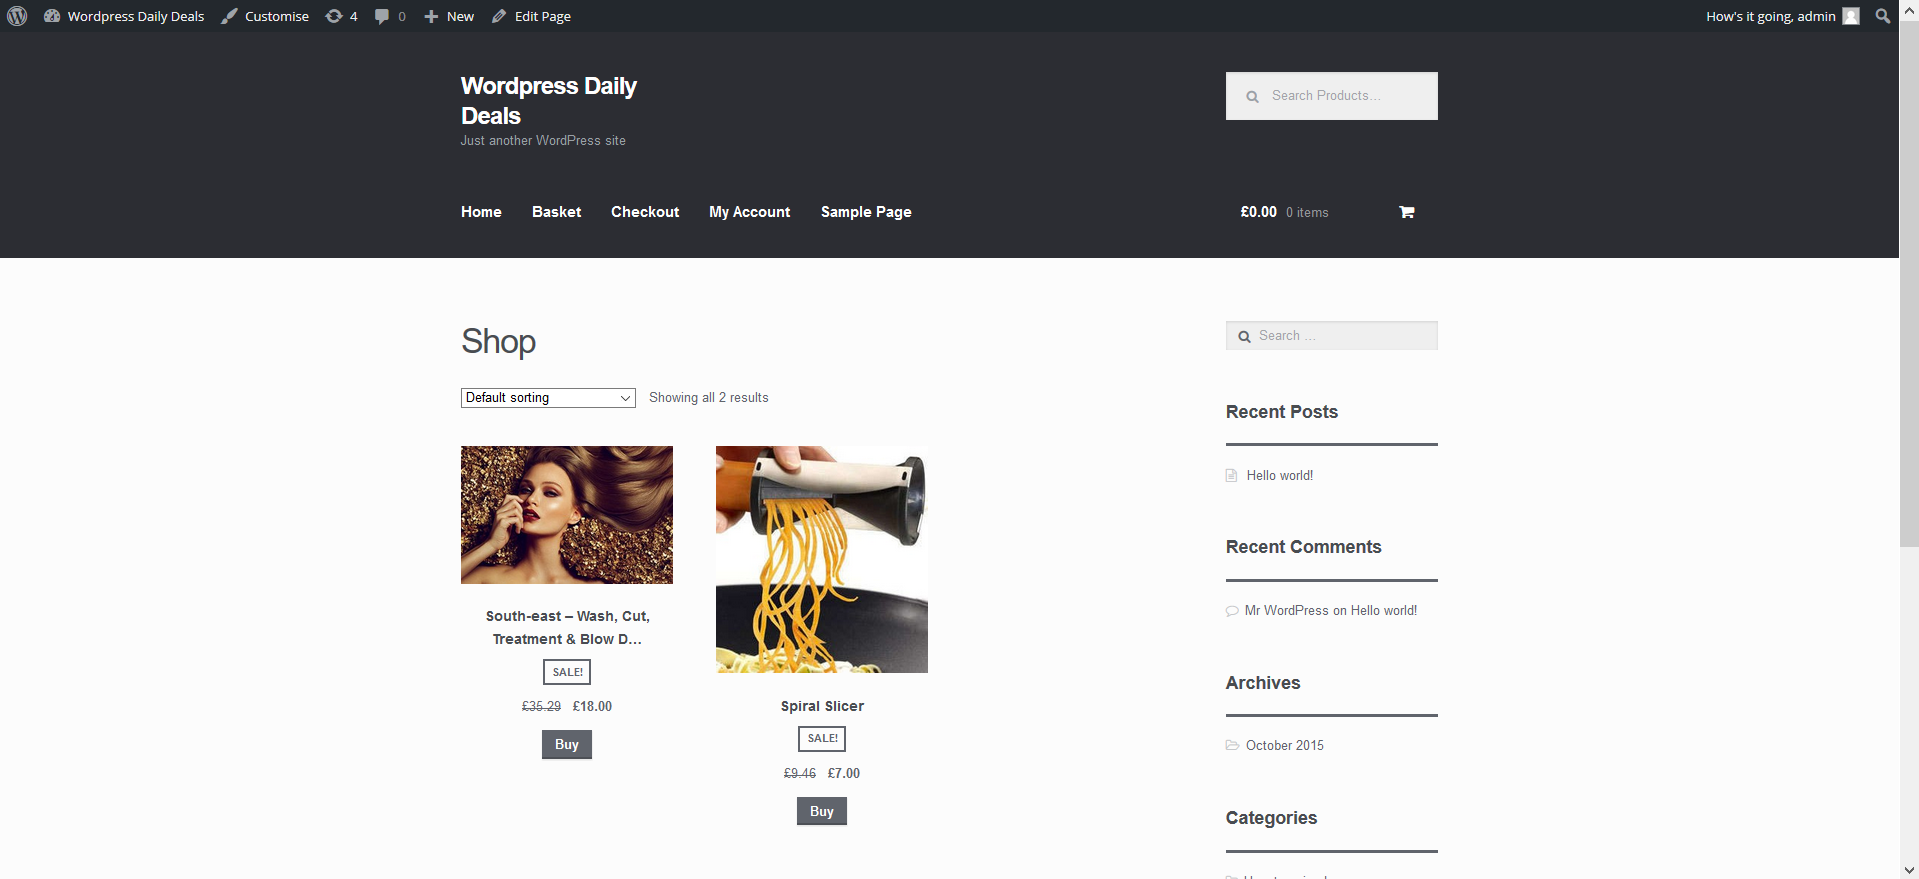 Wordpress Daily Deals Customise 4 0 New Edit Page How's it going, admin
Wordpress Daily
Deals
Just another WordPress site
Search Products...
Home Basket Checkout My Account Sample Page £0.00 0 items
Shop
Search ...
Default sorting Showing all 2 results
South-east – Wash, Cut,
Treatment & Blow D...
SALE!
£35.29 £18.00
Buy
Spiral Slicer
SALE!
£9.46 £7.00
Buy
Recent Posts
Hello world!
Recent Comments
Mr WordPress on Hello world!
Archives
October 2015
Categories